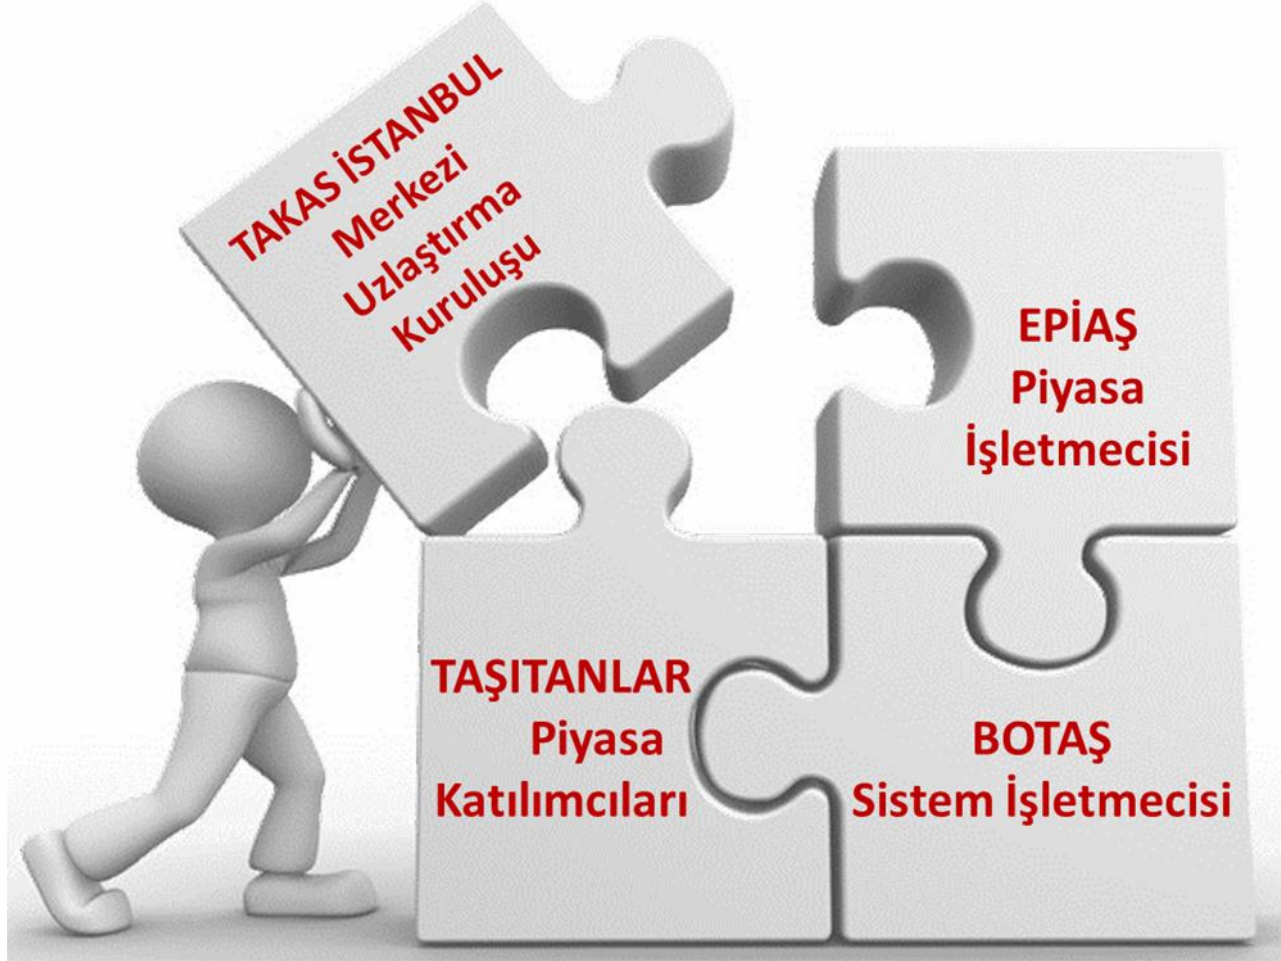 TAKAS İSTANBUL
Merkezi
Uzlaştırma
Kuruluşu
EPİAŞ
Piyasa
İşletmecisi
TAŞITANLAR
Piyasa
Katılımcıları
BOTAŞ
Sistem İşletmecisi